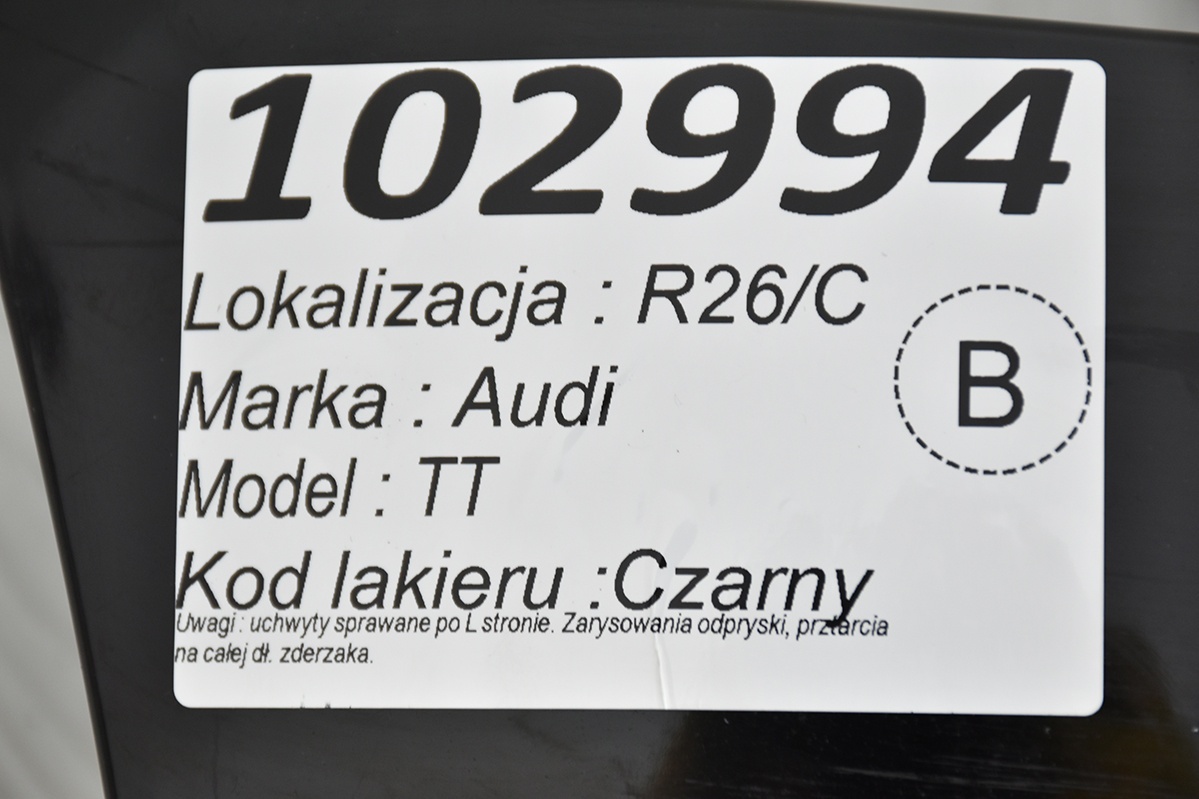 102994
Lokalizacja : R26/C
Marka : Audi
B
Model : TT
Kod lakieru :Czarny
Uwagi : uchwyty sprawane po L stronie. Zarysowania odpryski, prztarcia
na całej dł. zderzaka.